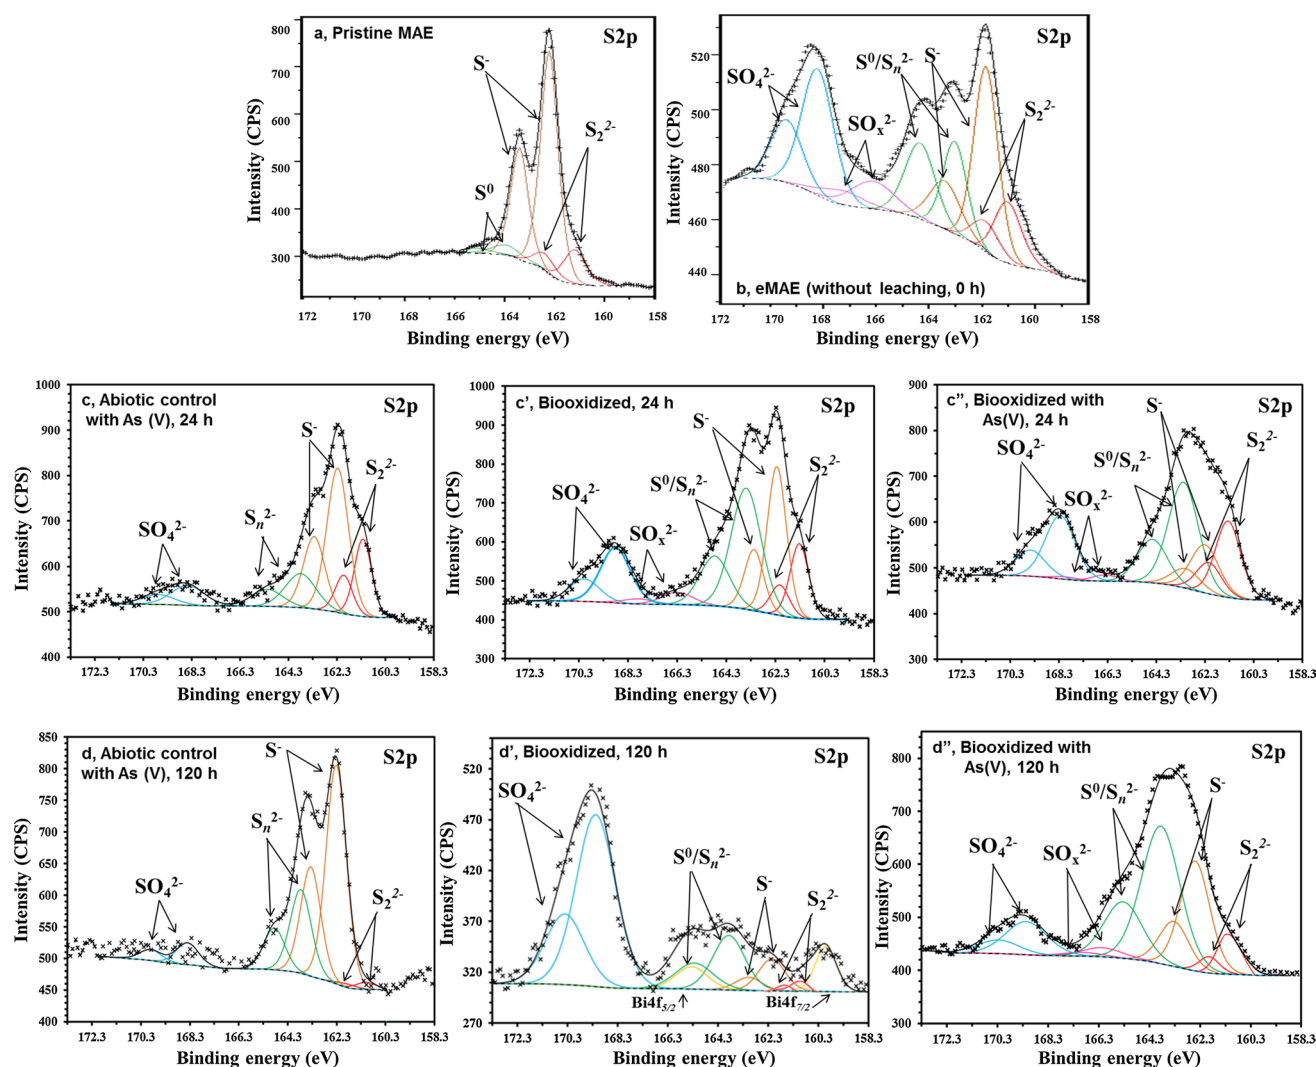 a, Pristine MAE
S2p
S⁻
S⁰
S₂²⁻
Intensity (CPS)
800
700
600
500
400
300
172 170 168 166 164 162 160 158
Binding energy (eV)
S2p
SO₄²⁻
SOₓ⁻
S⁰/Sₙ²⁻
S⁻
S₂²⁻
b, eMAE (without leaching, 0 h)
Intensity (CPS)
520
500
480
460
440
172 170 168 166 164 162 160 158
Binding energy (eV)
c, Abiotic control
with As (V), 24 h
S2p
SO₄²⁻
Sₙ²⁻
S⁻
S₂²⁻
Intensity (CPS)
1000
900
800
700
600
500
400
172.3 170.3 168.3 166.3 164.3 162.3 160.3 158.3
Binding energy (eV)
c’, Biooxidized, 24 h
S2p
SO₄²⁻
SOₓ²⁻
S⁰/Sₙ²⁻
S⁻
S₂²⁻
Intensity (CPS)
1000
900
800
700
600
500
400
300
172.3 170.3 168.3 166.3 164.3 162.3 160.3 158.3
Binding energy (eV)
c’’, Biooxidized with
As(V), 24 h
S2p
SO₄²⁻
SOₓ²⁻
S⁰/Sₙ²⁻
S⁻
S₂²⁻
Intensity (CPS)
900
800
700
600
500
400
300
172.3 170.3 168.3 166.3 164.3 162.3 160.3 158.3
Binding energy (eV)
d, Abiotic control
with As (V), 120 h
S2p
SO₄²⁻
Sₙ²⁻
S⁻
S₂²⁻
Intensity (CPS)
850
800
750
700
650
600
550
500
450
400
172.3 170.3 168.3 166.3 164.3 162.3 160.3 158.3
Binding energy (eV)
d’, Biooxidized, 120 h
S2p
SO₄²⁻
S⁰/Sₙ²⁻
S⁻
S₂²⁻
Bi4f₅/₂
Bi4f₇/₂
Intensity (CPS)
520
470
420
370
320
270
172.3 170.3 168.3 166.3 164.3 162.3 160.3 158.3
Binding energy (eV)
d’’, Biooxidized with
As(V), 120 h
S2p
SO₄²⁻
SOₓ²⁻
S⁰/Sₙ²⁻
S⁻
S₂²⁻
Intensity (CPS)
800
700
600
500
400
300
172.3 170.3 168.3 166.3 164.3 162.3 160.3 158.3
Binding energy (eV)